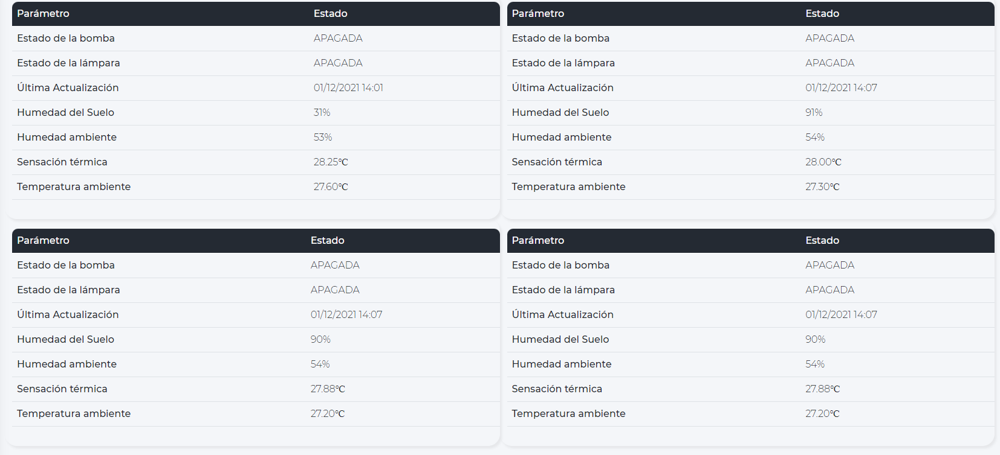 Parámetro Estado
Estado de la bomba APAGADA
Estado de la lámpara APAGADA
Última Actualización 01/12/2021 14:01
Humedad del Suelo 31%
Humedad ambiente 53%
Sensación térmica 28.25℃
Temperatura ambiente 27.60℃
Parámetro Estado
Estado de la bomba APAGADA
Estado de la lámpara APAGADA
Última Actualización 01/12/2021 14:07
Humedad del Suelo 91%
Humedad ambiente 54%
Sensación térmica 28.00℃
Temperatura ambiente 27.30℃
Parámetro Estado
Estado de la bomba APAGADA
Estado de la lámpara APAGADA
Última Actualización 01/12/2021 14:07
Humedad del Suelo 90%
Humedad ambiente 54%
Sensación térmica 27.88℃
Temperatura ambiente 27.20℃
Parámetro Estado
Estado de la bomba APAGADA
Estado de la lámpara APAGADA
Última Actualización 01/12/2021 14:07
Humedad del Suelo 90%
Humedad ambiente 54%
Sensación térmica 27.88℃
Temperatura ambiente 27.20℃